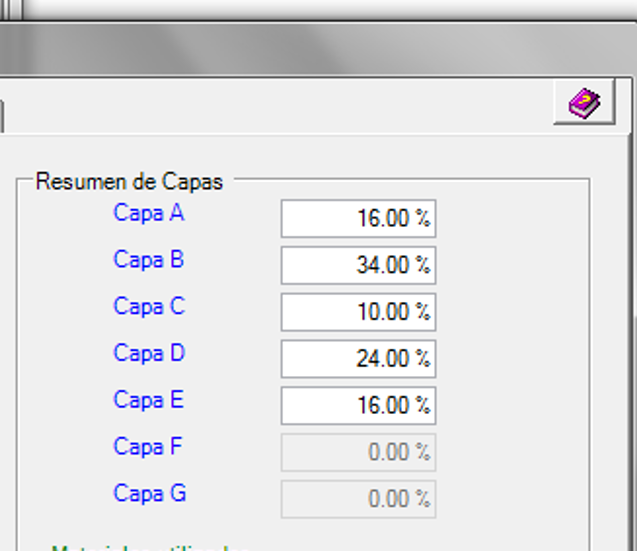 Resumen de Capas
Capa A 16.00 %
Capa B 34.00 %
Capa C 10.00 %
Capa D 24.00 %
Capa E 16.00 %
Capa F 0.00 %
Capa G 0.00 %